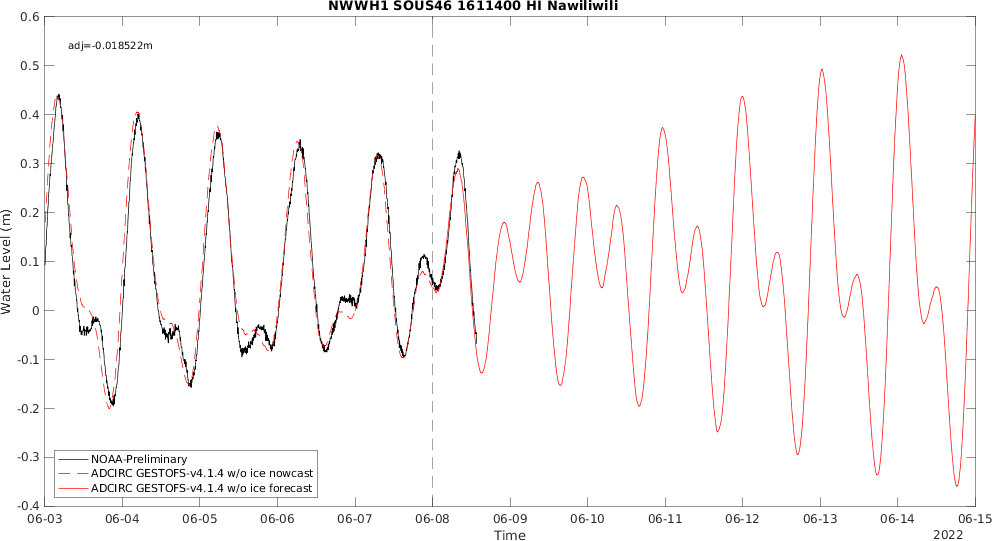 NWWH1 SOUS46 1611400 HI Nawiliwili
adj=-0.018522m
0.6
0.5
0.4
0.3
0.2
0.1
0
-0.1
-0.2
-0.3
-0.4
Water Level (m)
NOAA-Preliminary
ADCIRC GESTOFS-v4.1.4 w/o ice nowcast
ADCIRC GESTOFS-v4.1.4 w/o ice forecast
06-03 06-04 06-05 06-06 06-07 06-08 06-09 06-10 06-11 06-12 06-13 06-14 06-15
Time
2022